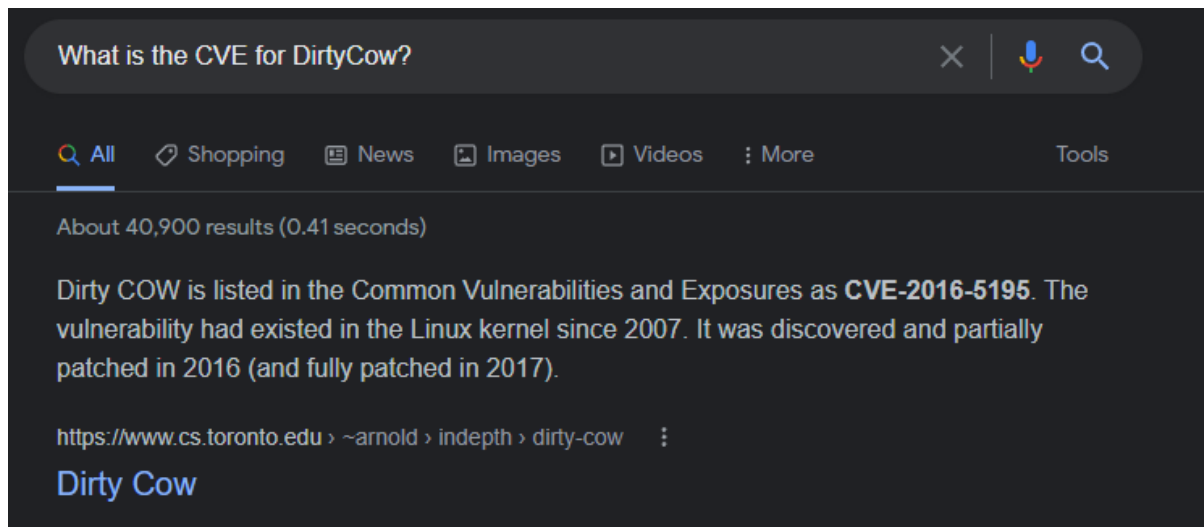 What is the CVE for DirtyCow?
All Shopping News Images Videos More Tools
About 40,900 results (0.41 seconds)
Dirty COW is listed in the Common Vulnerabilities and Exposures as CVE-2016-5195. The
vulnerability had existed in the Linux kernel since 2007. It was discovered and partially
patched in 2016 (and fully patched in 2017).
https://www.cs.toronto.edu › ~arnold › indepth › dirty-cow
Dirty Cow